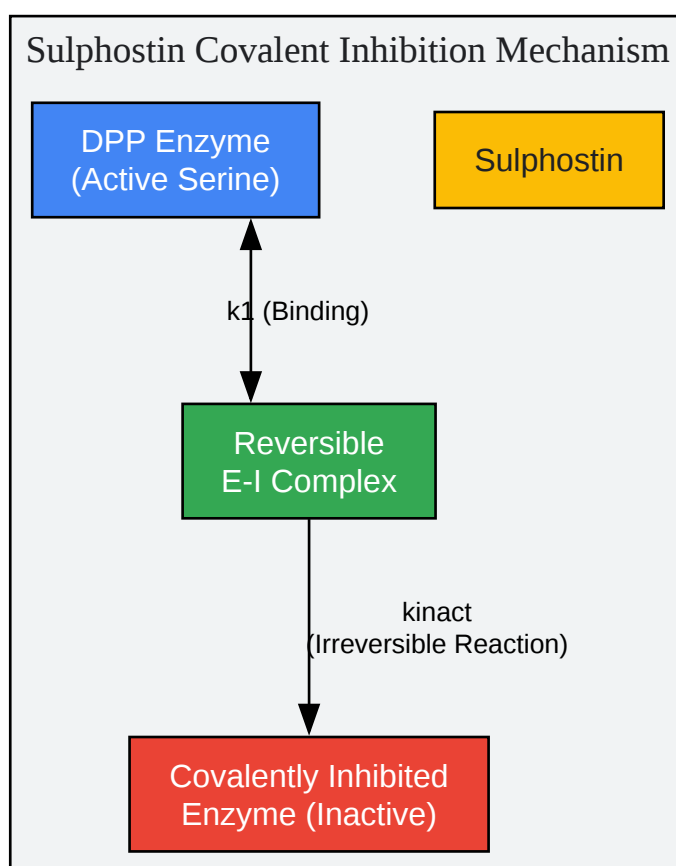 Sulphostin Covalent Inhibition Mechanism
DPP Enzyme
(Active Serine)
Sulphostin
k1 (Binding)
Reversible
E-I Complex
kinact
(Irreversible Reaction)
Covalently Inhibited
Enzyme (Inactive)